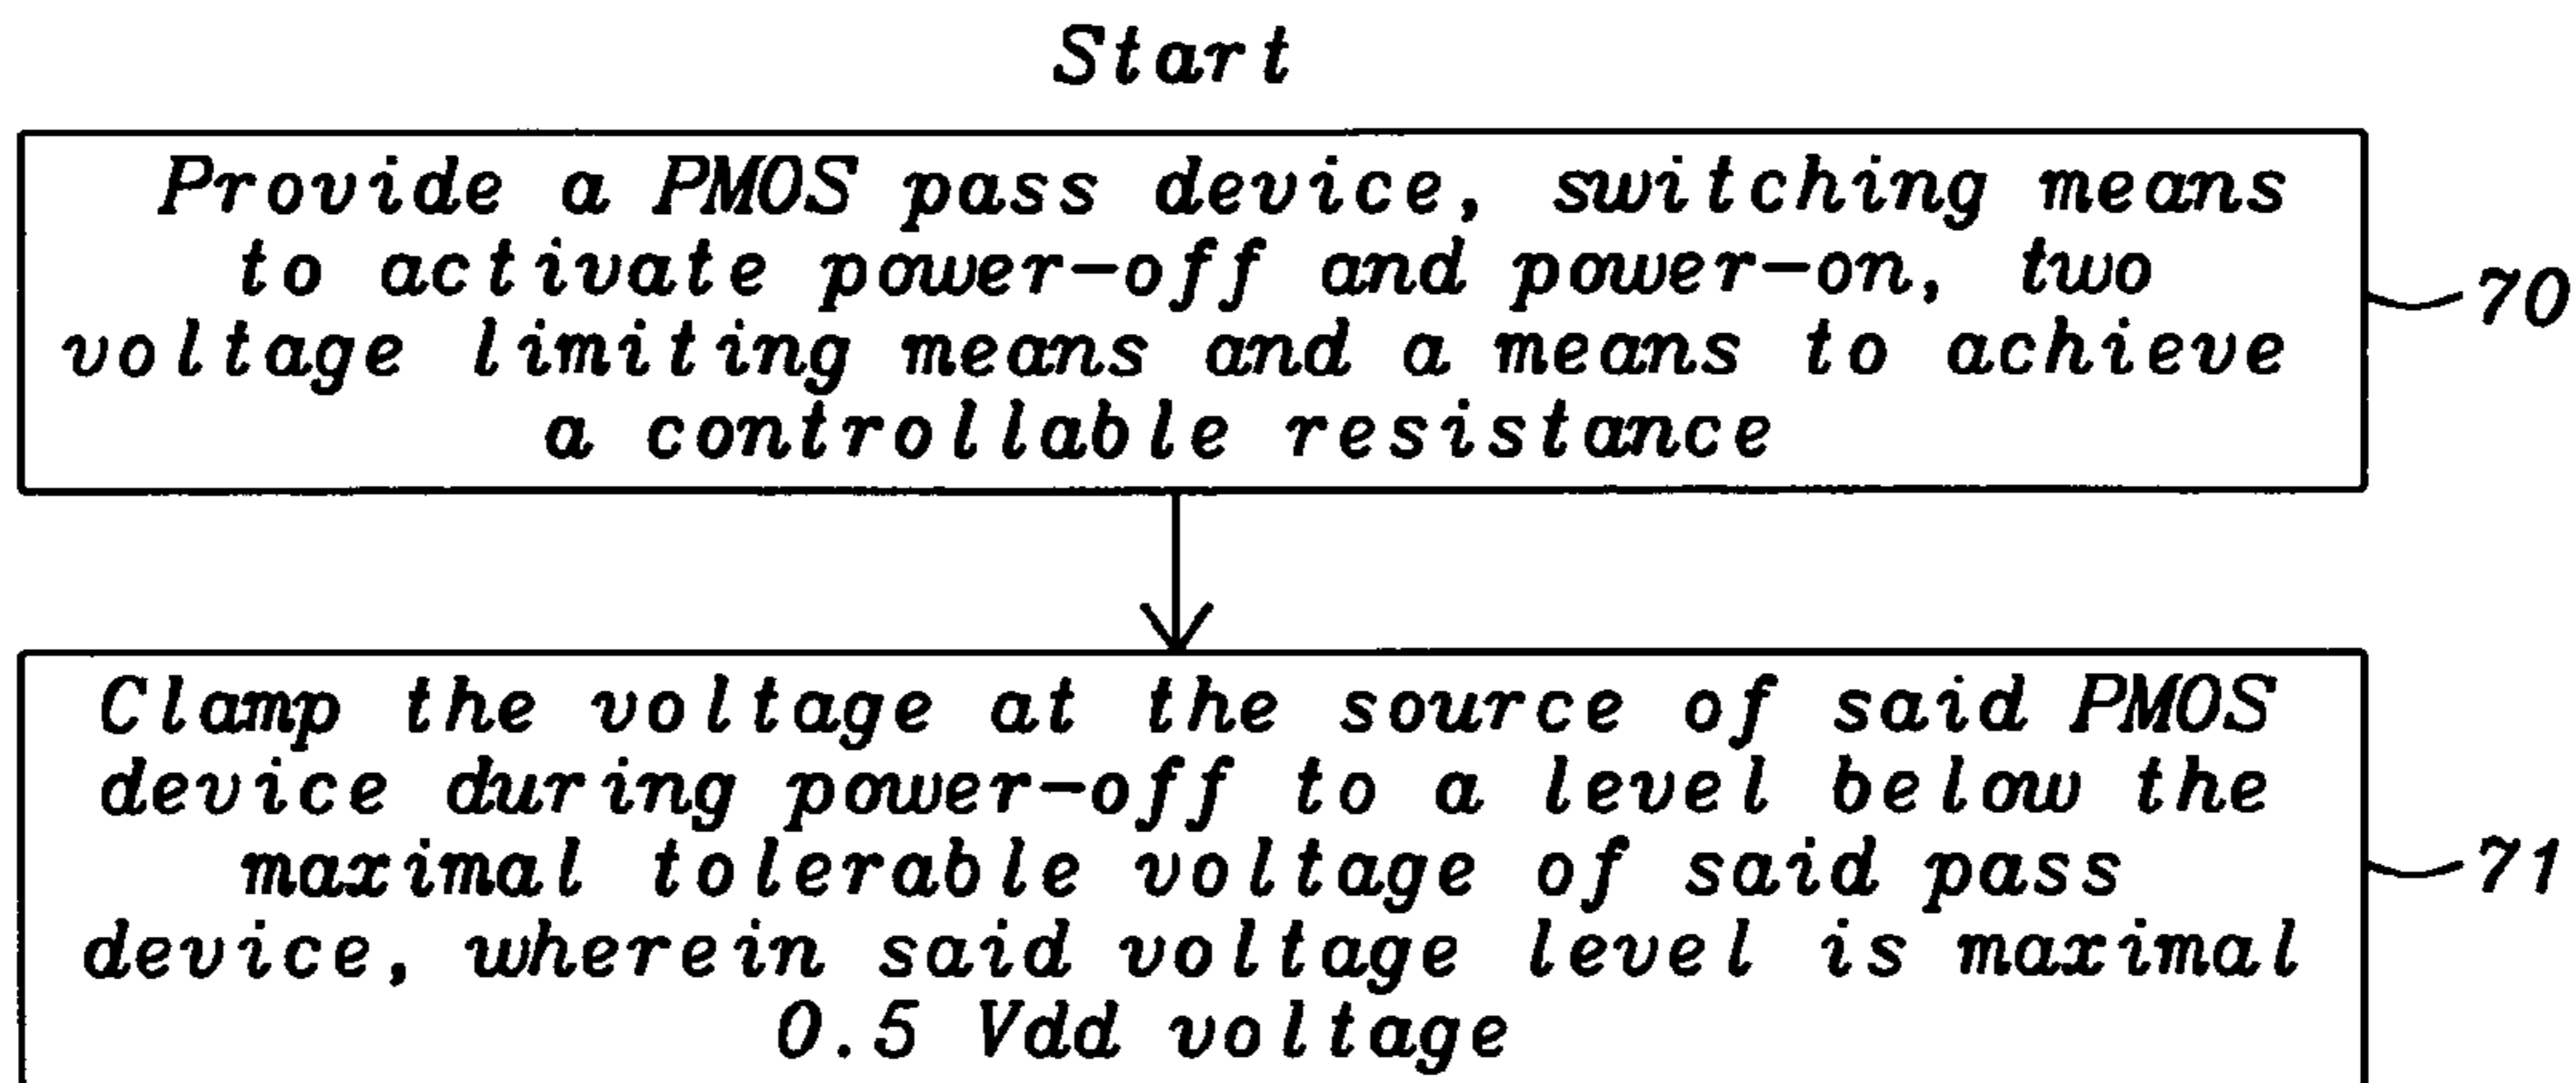 Start
Provide a PMOS pass device, switching means
to activate power-off and power-on, two
voltage limiting means and a means to achieve
a controllable resistance
70
Clamp the voltage at the source of said PMOS
device during power-off to a level below the
maximal tolerable voltage of said pass
device, wherein said voltage level is maximal
0.5 Vdd voltage
71